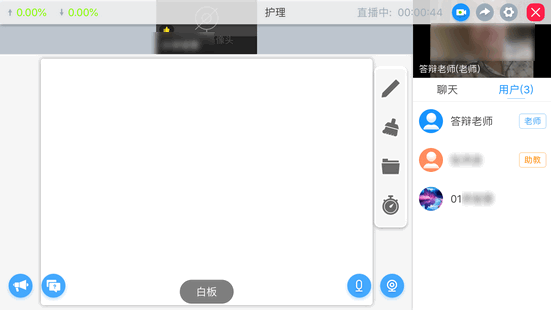 ↑ 0.00% ↓ 0.00%
护理
直播中: 00:00:44
答辩老师(老师)
聊天 用户(3)
答辩老师 老师
助教
01
白板